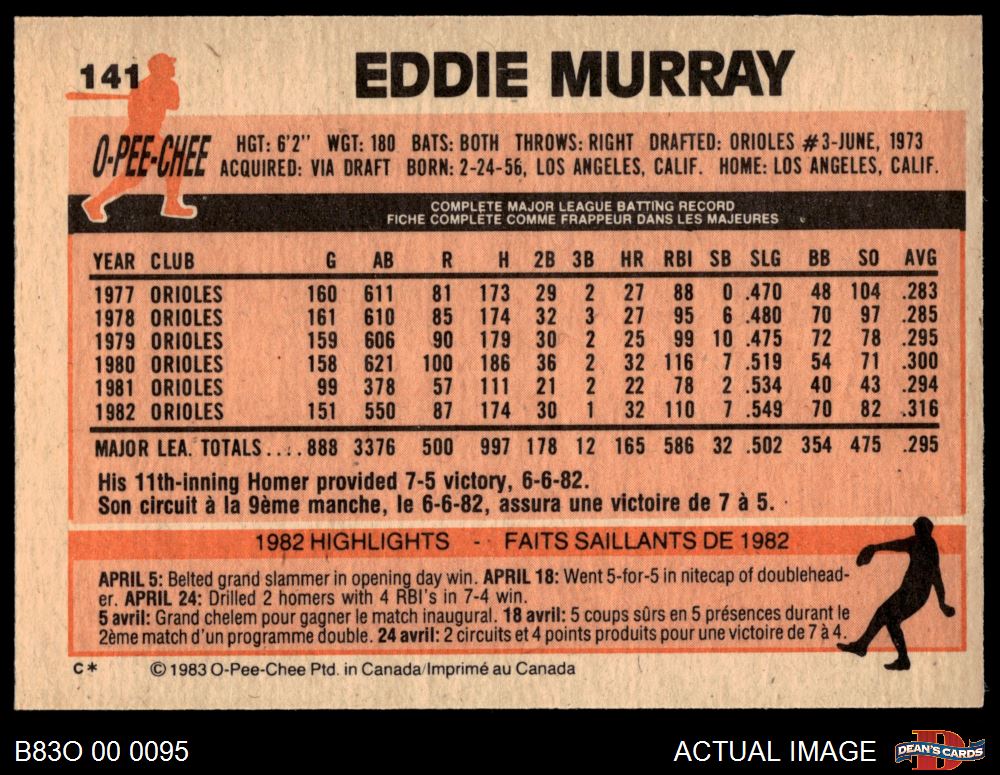 141
EDDIE MURRAY
O-PEE-CHEE
HGT: 6'2" WGT: 180 BATS: BOTH THROWS: RIGHT DRAFTED: ORIOLES #3-JUNE, 1973
ACQUIRED: VIA DRAFT BORN: 2-24-56, LOS ANGELES, CALIF. HOME: LOS ANGELES, CALIF.
COMPLETE MAJOR LEAGUE BATTING RECORD
FICHE COMPLETE COMME FRAPPEUR DANS LES MAJEURES
YEAR CLUB G AB R H 2B 3B HR RBI SB SLG BB SO AVG
1977 ORIOLES 160 611 81 173 29 2 27 88 0 .470 48 104 .283
1978 ORIOLES 161 610 85 174 32 3 27 95 6 .480 70 97 .285
1979 ORIOLES 159 606 90 179 30 2 25 99 10 .475 72 78 .295
1980 ORIOLES 158 621 100 186 36 2 32 116 7 .519 54 71 .300
1981 ORIOLES 99 378 57 111 21 2 22 78 2 .534 40 43 .294
1982 ORIOLES 151 550 87 174 30 1 32 110 7 .549 70 82 .316
MAJOR LEA. TOTALS....888 3376 500 997 178 12 165 586 32 .502 354 475 .295
His 11th-inning Homer provided 7-5 victory, 6-6-82.
Son circuit à la 9ème manche, le 6-6-82, assura une victoire de 7 à 5.
1982 HIGHLIGHTS - FAITS SAILLANTS DE 1982
APRIL 5: Belted grand slammer in opening day win. APRIL 18: Went 5-for-5 in nitecap of doublehead-
er. APRIL 24: Drilled 2 homers with 4 RBI's in 7-4 win.
5 avril: Grand chelem pour gagner le match inaugural. 18 avril: 5 coups sûrs en 5 présences durant le
2ème match d'un programme double. 24 avril: 2 circuits et 4 points produits pour une victoire de 7 à 4.
C* © 1983 O-Pee-Chee Ptd. in Canada/Imprimé au Canada
B83O 00 0095
ACTUAL IMAGE
DEAN'S CARDS